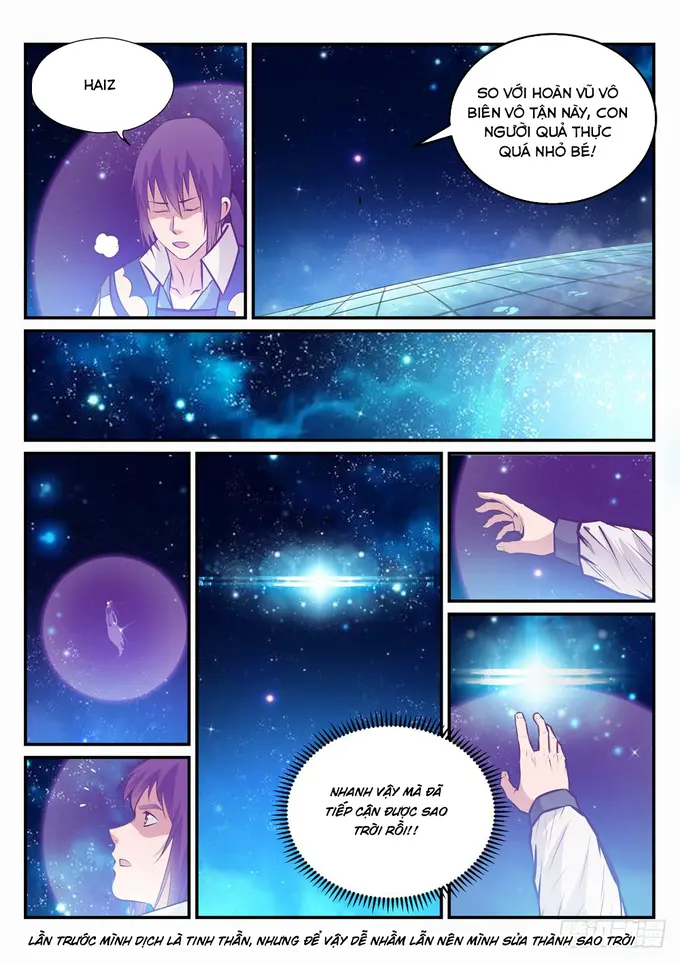 HAIZ
SO VỚI HOÀN VŨ VÔ
BIÊN VÔ TẬN NÀY, CON
NGƯỜI QUẢ THỰC
QUÁ NHỎ BÉ!
NHANH VẬY MÀ ĐÃ
TIẾP CẬN ĐƯỢC SAO
TRỜI RỒI!!
LẦN TRƯỚC MÌNH DỊCH LÀ TINH THẦN, NHƯNG ĐỂ VẬY DỄ NHẦM LẪN NÊN MÌNH SỬA THÀNH SAO TRỜI